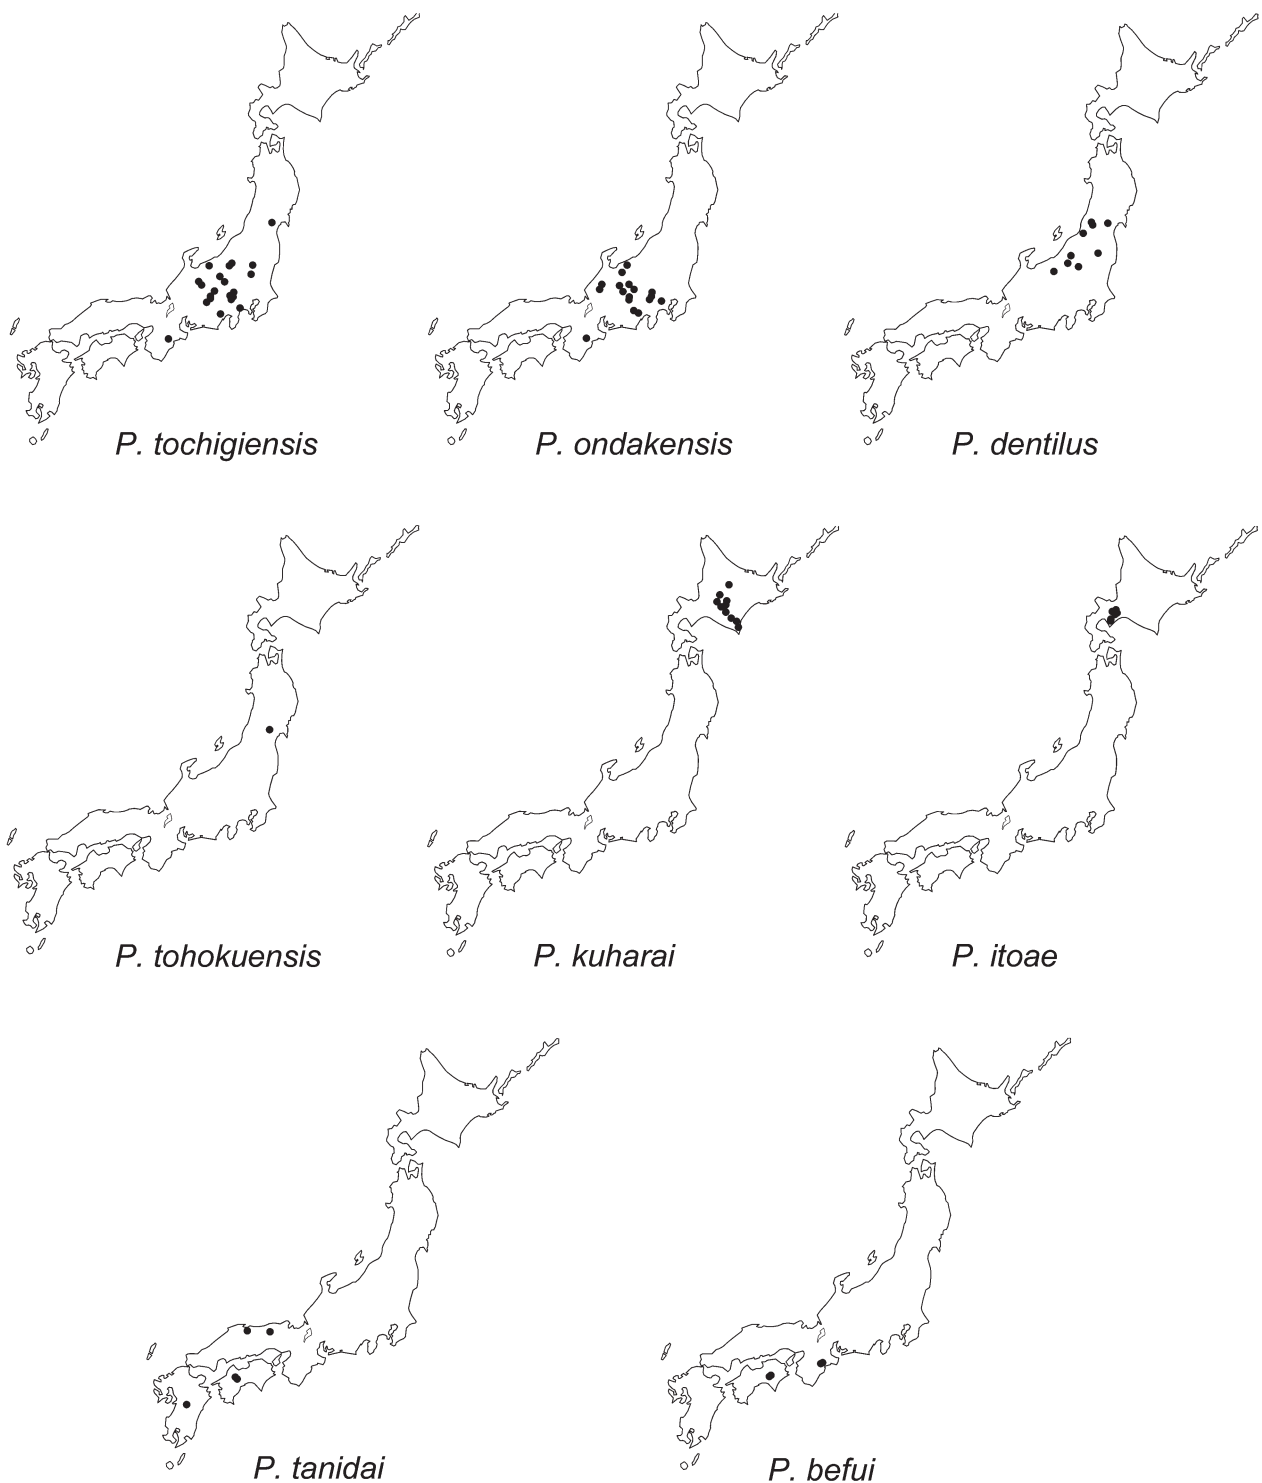 P. tochigiensis
P. ondakensis
P. dentilus
P. tohokuensis
P. kuharai
P. itoae
P. tanidai
P. befui